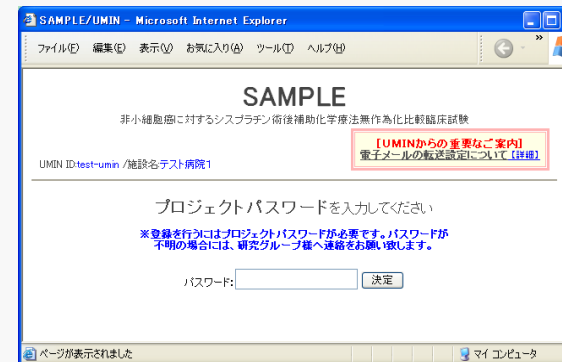 SAMPLE/UMIN - Microsoft Internet Explorer
ファイル(F) 編集(E) 表示(V) お気に入り(A) ツール(T) ヘルプ(H) »
SAMPLE
非小細胞癌に対するシスプラチン術後補助化学療法無作為化比較臨床試験
【UMINからの重要なご案内】
電子メールの転送設定について【詳細】
UMIN ID:test-umin /施設名:テスト病院1
プロジェクトパスワードを入力してください
※登録を行うにはプロジェクトパスワードが必要です。パスワードが
不明の場合には、研究グループ様へ連絡をお願い致します。
パスワード: 決定
ページが表示されました マイ コンピュータ